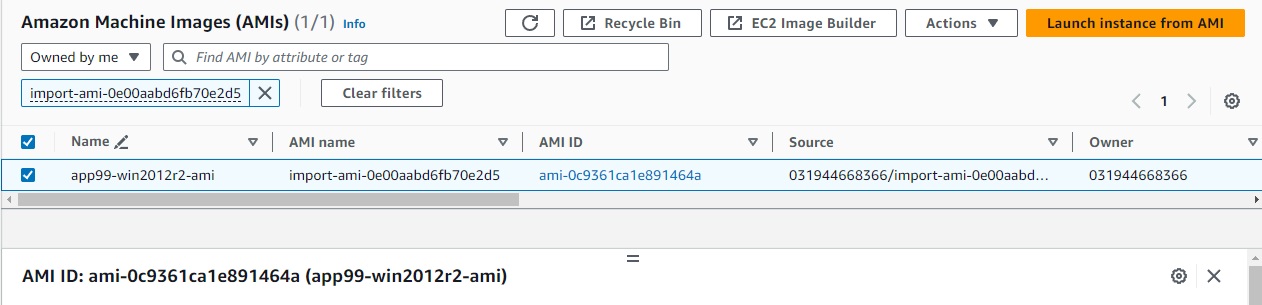 Amazon Machine Images (AMIs) (1/1) Info
Recycle Bin
EC2 Image Builder
Actions
Launch instance from AMI
Owned by me
Find AMI by attribute or tag
import-ami-0e00aabd6fb70e2d5
Clear filters
1
Name AMI name AMI ID Source Owner
app99-win2012r2-ami import-ami-0e00aabd6fb70e2d5 ami-0c9361ca1e891464a 031944668366/import-ami-0e00aabd... 031944668366
AMI ID: ami-0c9361ca1e891464a (app99-win2012r2-ami)